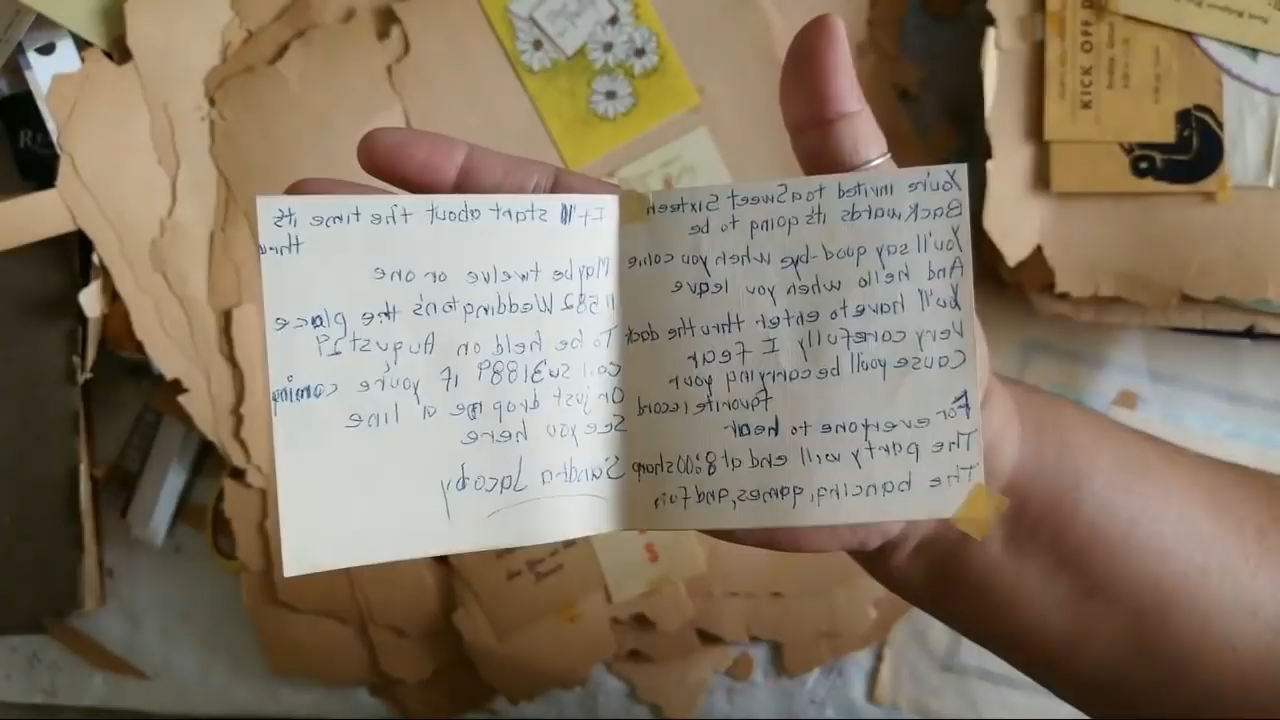 You're invited to a Sweet Sixteen
Backwards it's going to be
You'll say good-bye when you come
And hello when you leave
You'll have to enter thru the back
Very carefully I fear
Cause you'll be carrying your
favorite record
For everyone to hear
The party will end at 8:00 sharp
The dancing, games, and fun
It'll start about the time it's
thru
Maybe twelve or one
11582 Weddington's the place
To be held on August 19
Call su31889 if you're coming
Or just drop me a line
See you here
Sandra Jacoby
KICK OFF